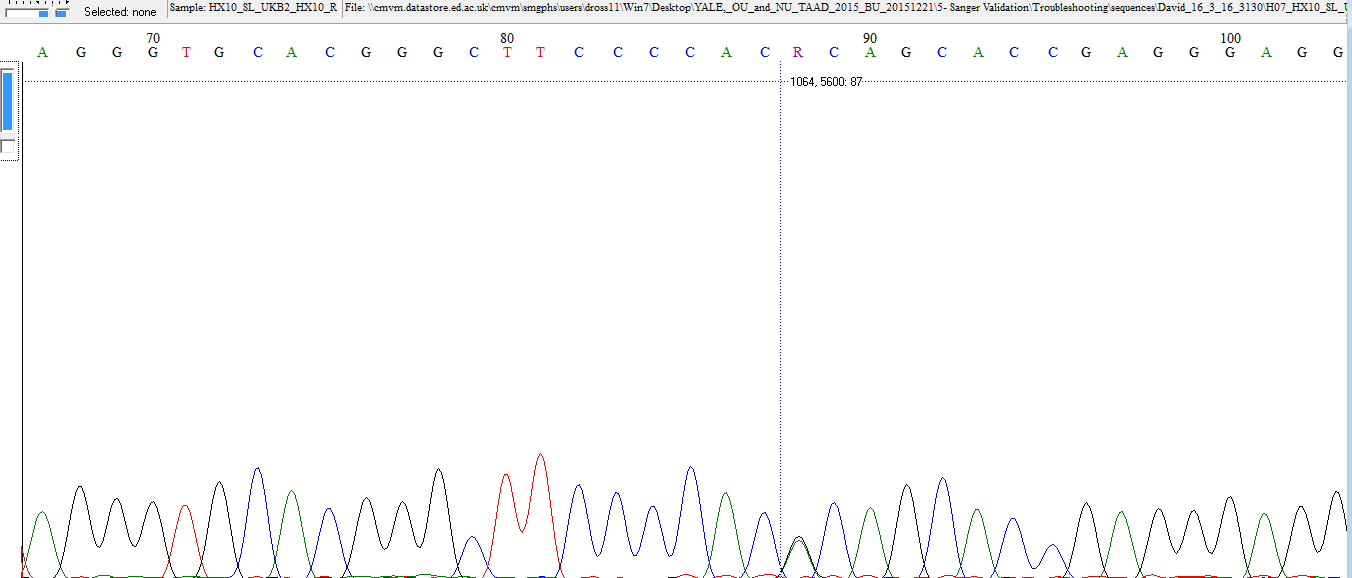 Selected: none Sample: HX10_SL_UKB2_HX10_R File: \\cmvm.datastore.ed.ac.uk\cmvm\smgphs\users\dross11\Win7\Desktop\YALE,_OU_and_NU_TAAD_2015_BU_20151221\5- Sanger Validation\Troubleshooting\sequences\David_16_3_16_3130\H07_HX10_SL_U
70 80 90 100
A G G G T G C A C G G G C T T C C C C A C R C A G C A C C G A G G G A G G
1064, 5600: 87